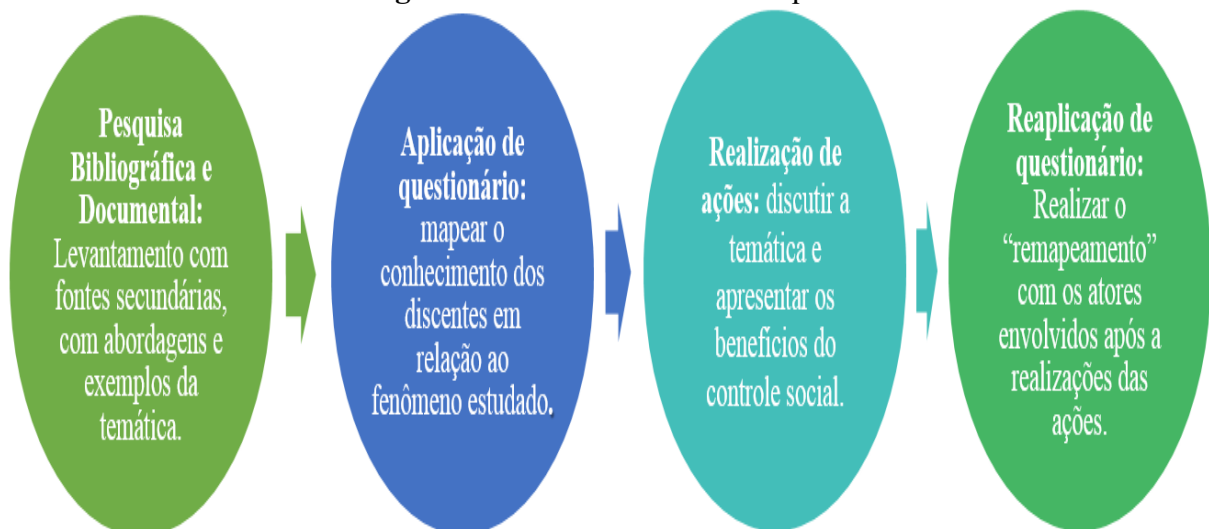 Pesquisa
Bibliográfica e
Documental:
Levantamento com
fontes secundárias,
com abordagens e
exemplos da
temática.
Aplicação de
questionário:
mapear o
conhecimento dos
discentes em
relação ao
fenômeno estudado.
Realização de
ações: discutir a
temática e
apresentar os
benefícios do
controle social.
Reaplicação de
questionário:
Realizar o
“remapeamento”
com os atores
envolvidos após a
realizações das
ações.